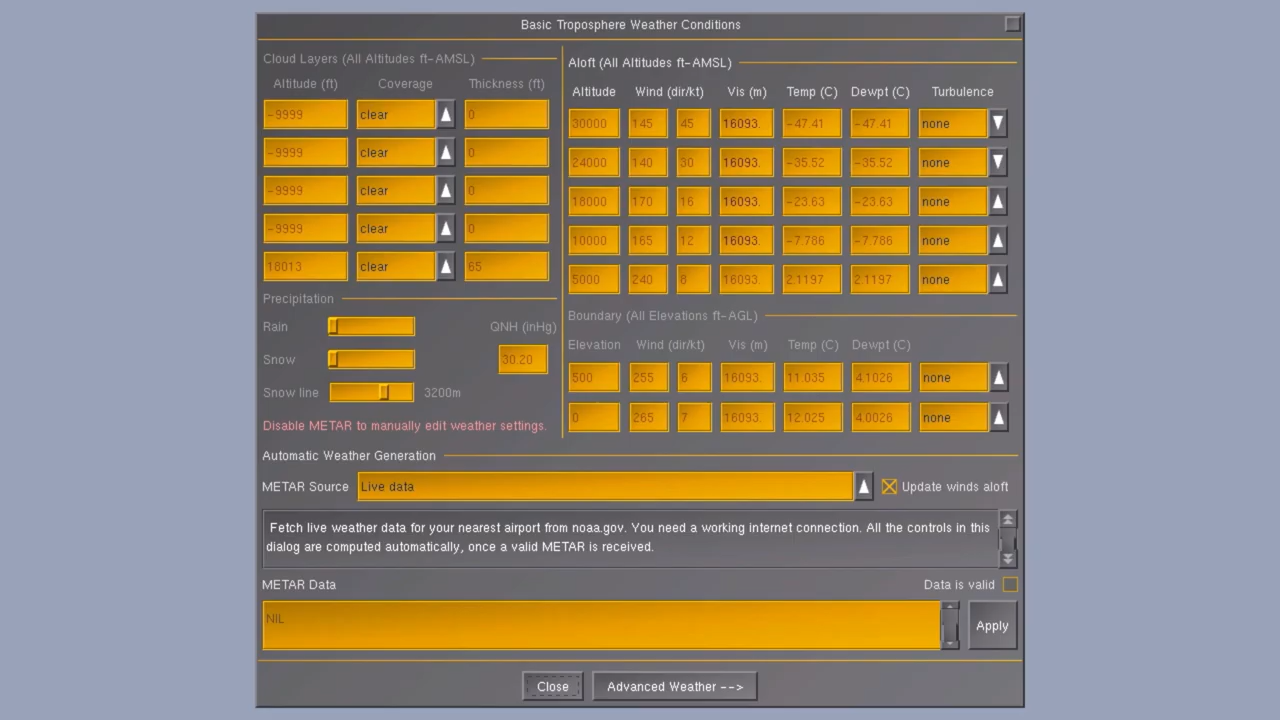 Basic Troposphere Weather Conditions
Cloud Layers (All Altitudes ft-AMSL)
Altitude (ft) Coverage Thickness (ft)
-9999 clear 0
-9999 clear 0
-9999 clear 0
-9999 clear 0
18013 clear 65
Precipitation
Rain QNH (inHg)
Snow 30.20
Snow line 3200m
Disable METAR to manually edit weather settings.
Aloft (All Altitudes ft-AMSL)
Altitude Wind (dir/kt) Vis (m) Temp (C) Dewpt (C) Turbulence
30000 145 45 16093. -47.41 -47.41 none
24000 140 30 16093. -35.52 -35.52 none
18000 170 16 16093. -23.63 -23.63 none
10000 165 12 16093. -7.786 -7.786 none
5000 240 8 16093. 2.1197 2.1197 none
Boundary (All Elevations ft-AGL)
Elevation Wind (dir/kt) Vis (m) Temp (C) Dewpt (C)
500 255 6 16093. 11.035 4.1026 none
0 265 7 16093. 12.025 4.0026 none
Automatic Weather Generation
METAR Source Live data Update winds aloft
Fetch live weather data for your nearest airport from noaa.gov. You need a working internet connection. All the controls in this
dialog are computed automatically, once a valid METAR is received.
METAR Data Data is valid
NIL
Apply
Close Advanced Weather -->